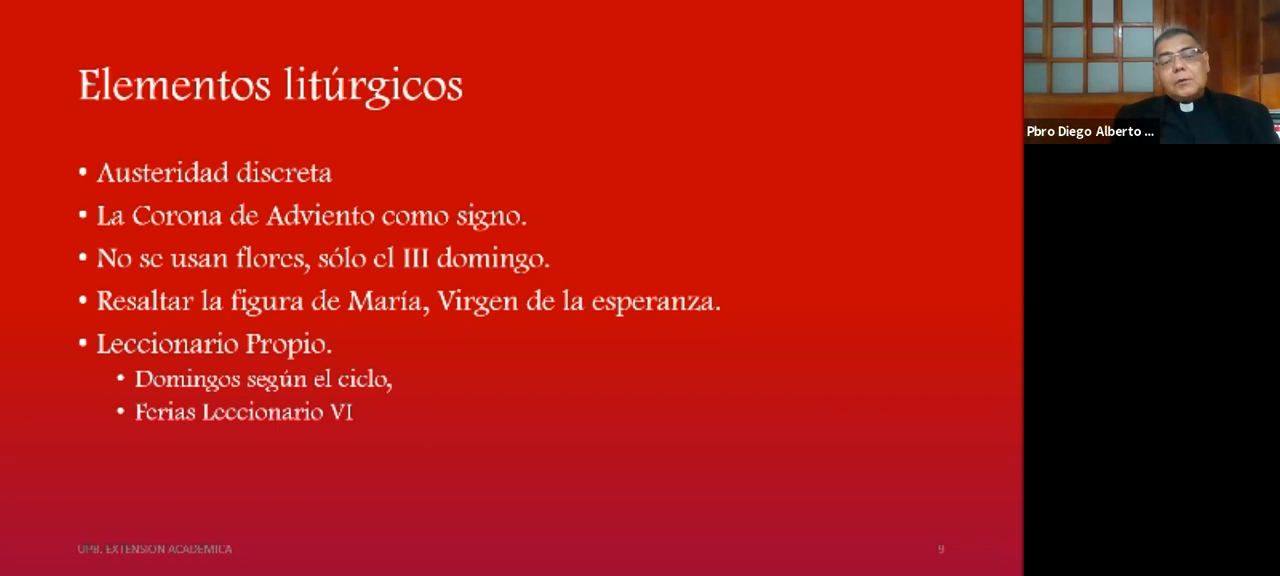 Elementos litúrgicos
• Austeridad discreta
• La Corona de Adviento como signo.
• No se usan flores, sólo el III domingo.
• Resaltar la figura de María, Virgen de la esperanza.
• Leccionario Propio.
• Domingos según el ciclo,
• Ferias Leccionario VI
UPB. EXTENSION ACADEMICA
9
Pbro Diego Alberto ...